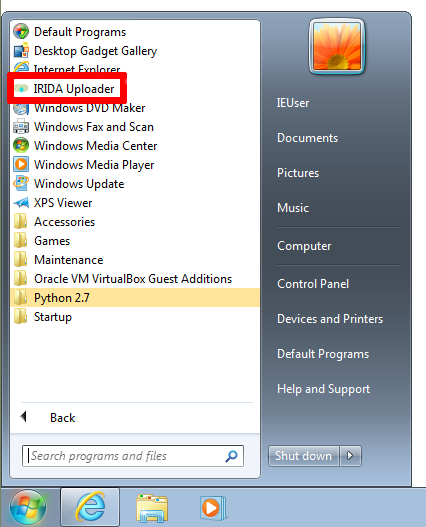 Default Programs
Desktop Gadget Gallery
Internet Explorer
IRIDA Uploader
Windows DVD Maker
Windows Fax and Scan
Windows Media Center
Windows Media Player
Windows Update
XPS Viewer
Accessories
Games
Maintenance
Oracle VM VirtualBox Guest Additions
Python 2.7
Startup
Back
Search programs and files
IEUser
Documents
Pictures
Music
Computer
Control Panel
Devices and Printers
Default Programs
Help and Support
Shut down